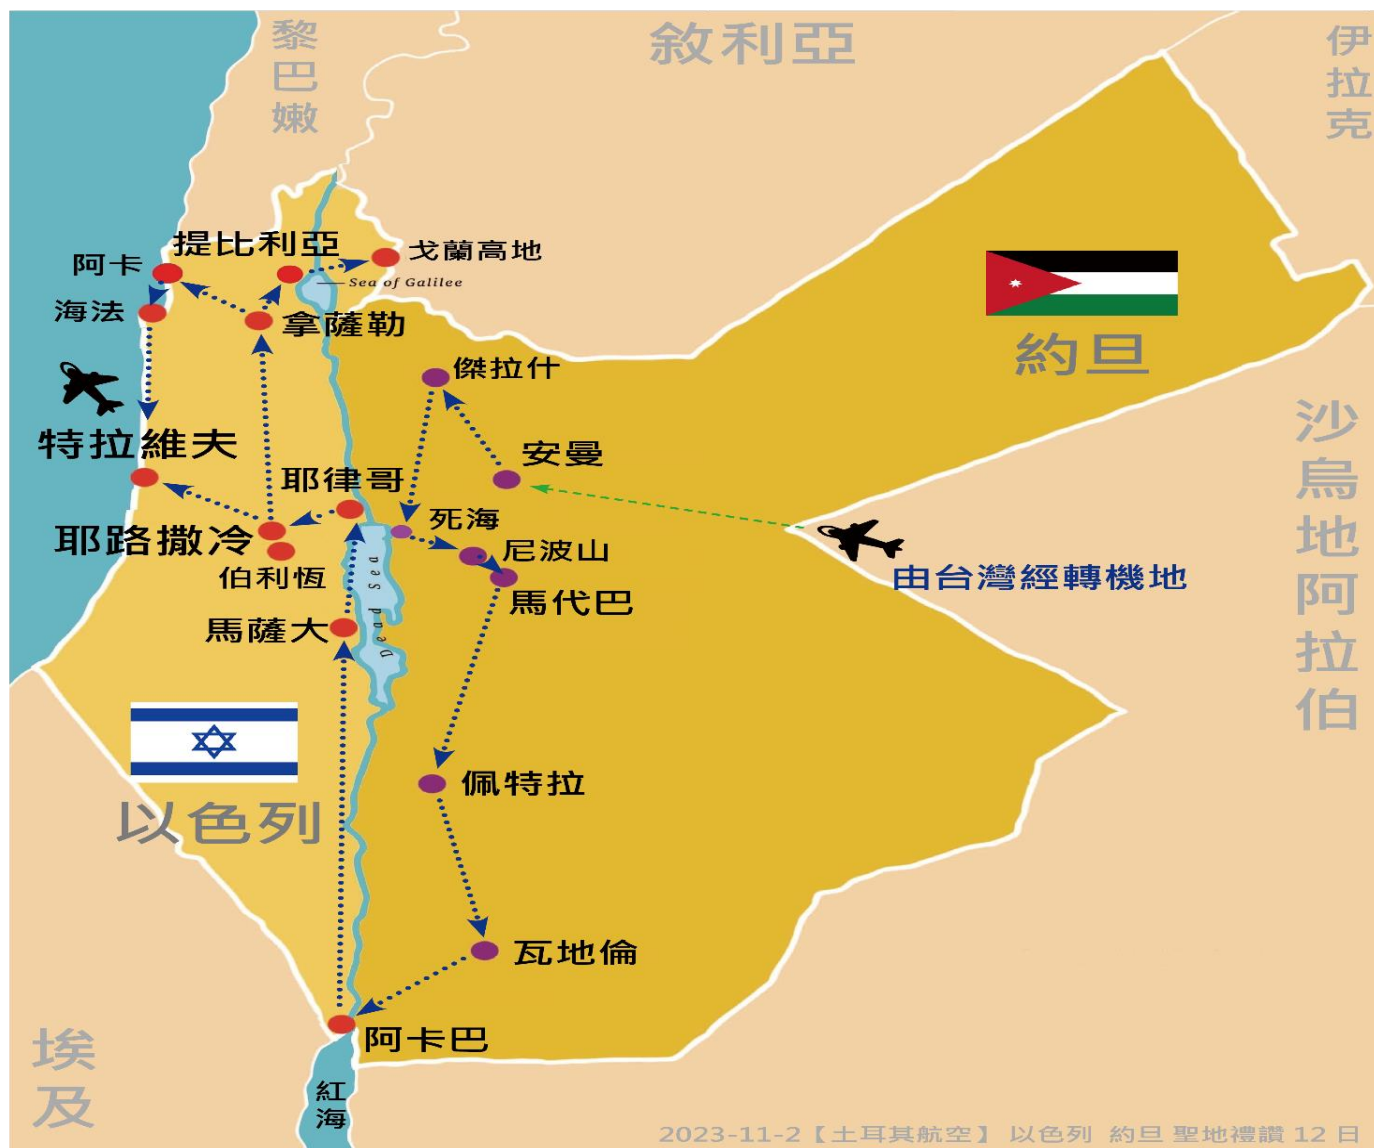 黎巴嫩
敘利亞
伊拉克
提比利亞
戈蘭高地
阿卡
Sea of Galilee
海法
拿薩勒
約旦
傑拉什
特拉維夫
安曼
沙烏地阿拉伯
耶律哥
死海
耶路撒冷
尼波山
伯利恆
馬代巴
由台灣經轉機地
Dead Sea
馬薩大
佩特拉
以色列
瓦地倫
阿卡巴
埃及
紅海
2023-11-2【土耳其航空】 以色列 約旦 聖地禮讚 12 日